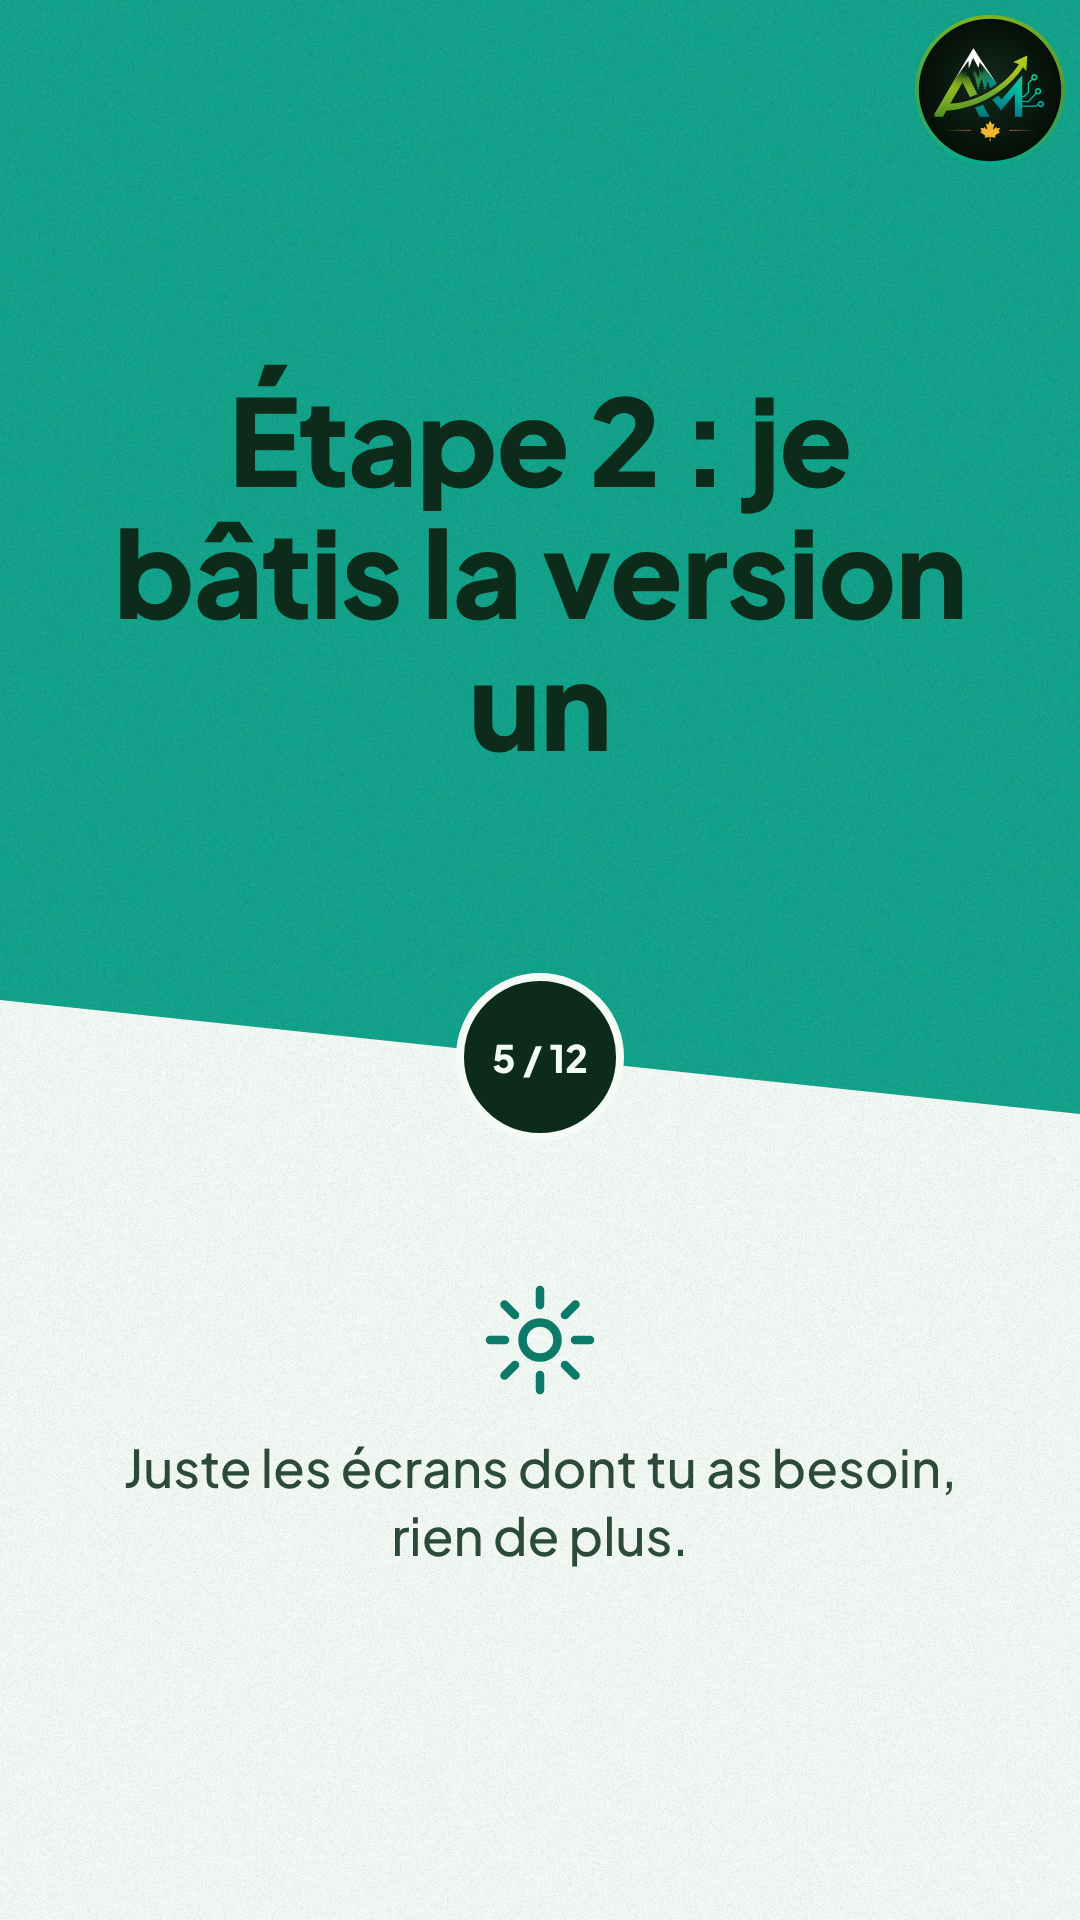 AM
Étape 2 : je
bâtis la version
un
5 / 12
Juste les écrans dont tu as besoin,
rien de plus.